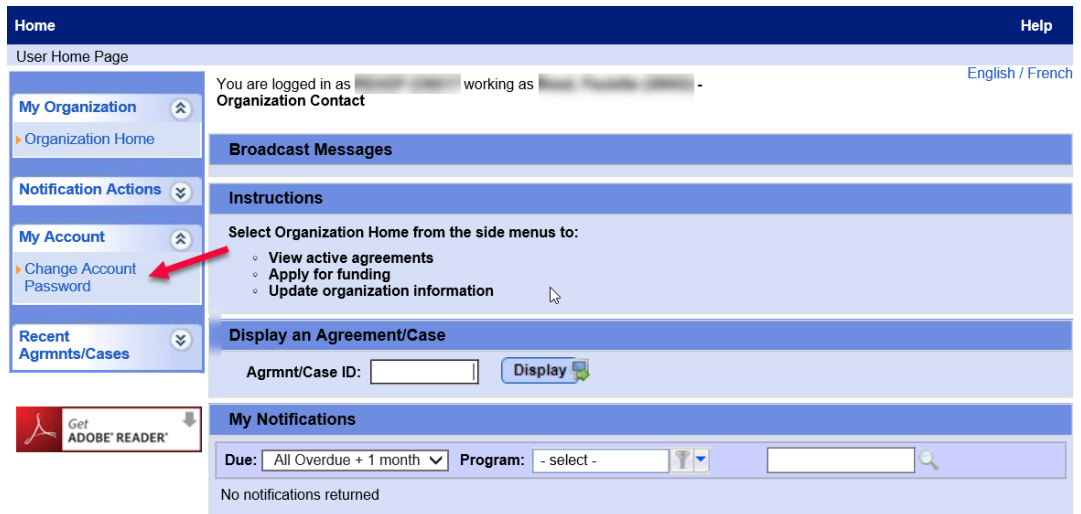 Home
Help
User Home Page
English / French
You are logged in as working as -
Organization Contact
My Organization
Organization Home
Notification Actions
My Account
Change Account
Password
Recent
Agrmnts/Cases
Get
ADOBE® READER®
Broadcast Messages
Instructions
Select Organization Home from the side menus to:
View active agreements
Apply for funding
Update organization information
Display an Agreement/Case
Agrmnt/Case ID:
Display
My Notifications
Due: All Overdue + 1 month Program: - select -
No notifications returned